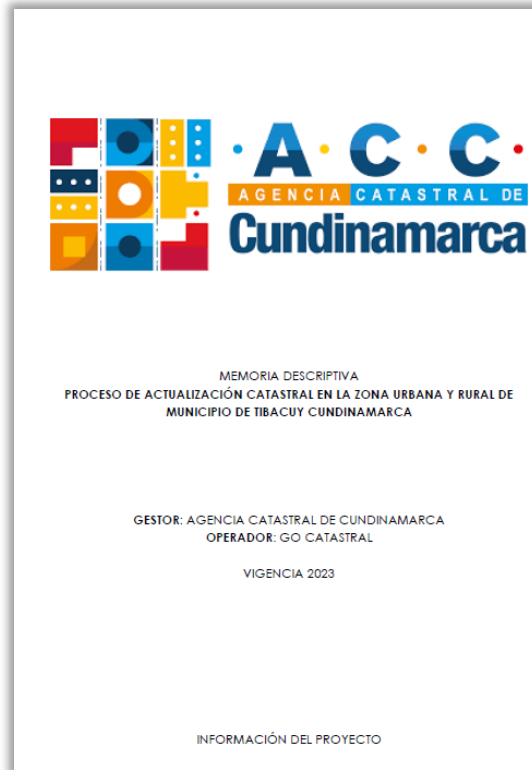 ·A·C·C·
AGENCIA CATASTRAL DE
Cundinamarca
MEMORIA DESCRIPTIVA
PROCESO DE ACTUALIZACIÓN CATASTRAL EN LA ZONA URBANA Y RURAL DE
MUNICIPIO DE TIBACUY CUNDINAMARCA
GESTOR: AGENCIA CATASTRAL DE CUNDINAMARCA
OPERADOR: GO CATASTRAL
VIGENCIA 2023
INFORMACIÓN DEL PROYECTO